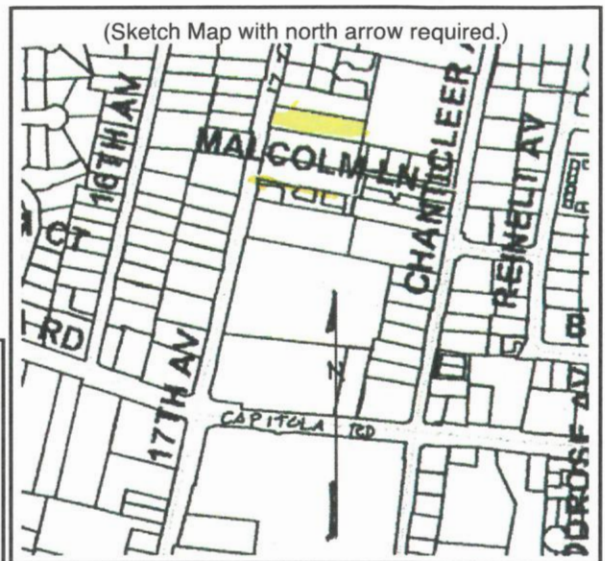 (Sketch Map with north arrow required.)
16TH AV
MALCOLM LN
CHANTICLEER
REINELT AV
CT
RD
17TH AV
CAPITOLA RD
N
B